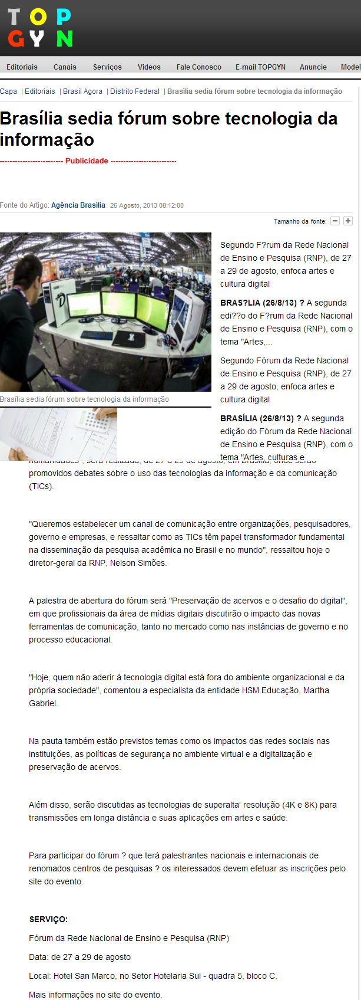 TOP
GYN
Editoriais Canais Serviços Videos Fale Conosco E-mail TOPGYN Anuncie Model
Capa | Editoriais | Brasil Agora | Distrito Federal | Brasília sedia fórum sobre tecnologia da informação
Brasília sedia fórum sobre tecnologia da
informação
------------------------- Publicidade --------------------------
Fonte do Artigo: Agência Brasília 26 Agosto, 2013 08:12:00
Tamanho da fonte:
Segundo F?rum da Rede Nacional
de Ensino e Pesquisa (RNP), de 27
a 29 de agosto, enfoca artes e
cultura digital
BRAS?LIA (26/8/13) ? A segunda
edi??o do F?rum da Rede Nacional
de Ensino e Pesquisa (RNP), com o
tema "Artes,...
Segundo Fórum da Rede Nacional
de Ensino e Pesquisa (RNP), de 27
a 29 de agosto, enfoca artes e
cultura digital
Brasília sedia fórum sobre tecnologia da informação
BRASÍLIA (26/8/13) ? A segunda
edição do Fórum da Rede Nacional
de Ensino e Pesquisa (RNP), com o
tema "Artes, culturas e
humanidades", será realizada, de 27 a 29 de agosto, em Brasília, onde serão
promovidos debates sobre o uso das tecnologias da informação e da comunicação
(TICs).
"Queremos estabelecer um canal de comunicação entre organizações, pesquisadores,
governo e empresas, e ressaltar como as TICs têm papel transformador fundamental
na disseminação da pesquisa acadêmica no Brasil e no mundo", ressaltou hoje o
diretor-geral da RNP, Nelson Simões.
A palestra de abertura do fórum será "Preservação de acervos e o desafio do digital",
em que profissionais da área de mídias digitais discutirão o impacto das novas
ferramentas de comunicação, tanto no mercado como nas instâncias de governo e no
processo educacional.
"Hoje, quem não aderir à tecnologia digital está fora do ambiente organizacional e da
própria sociedade", comentou a especialista da entidade HSM Educação, Martha
Gabriel.
Na pauta também estão previstos temas como os impactos das redes sociais nas
instituições, as políticas de segurança no ambiente virtual e a digitalização e
preservação de acervos.
Além disso, serão discutidas as tecnologias de superalta' resolução (4K e 8K) para
transmissões em longa distância e suas aplicações em artes e saúde.
Para participar do fórum ? que terá palestrantes nacionais e internacionais de
renomados centros de pesquisas ? os interessados devem efetuar as inscrições pelo
site do evento.
SERVIÇO:
Fórum da Rede Nacional de Ensino e Pesquisa (RNP)
Data: de 27 a 29 de agosto
Local: Hotel San Marco, no Setor Hotelaria Sul - quadra 5, bloco C.
Mais informações no site do evento.